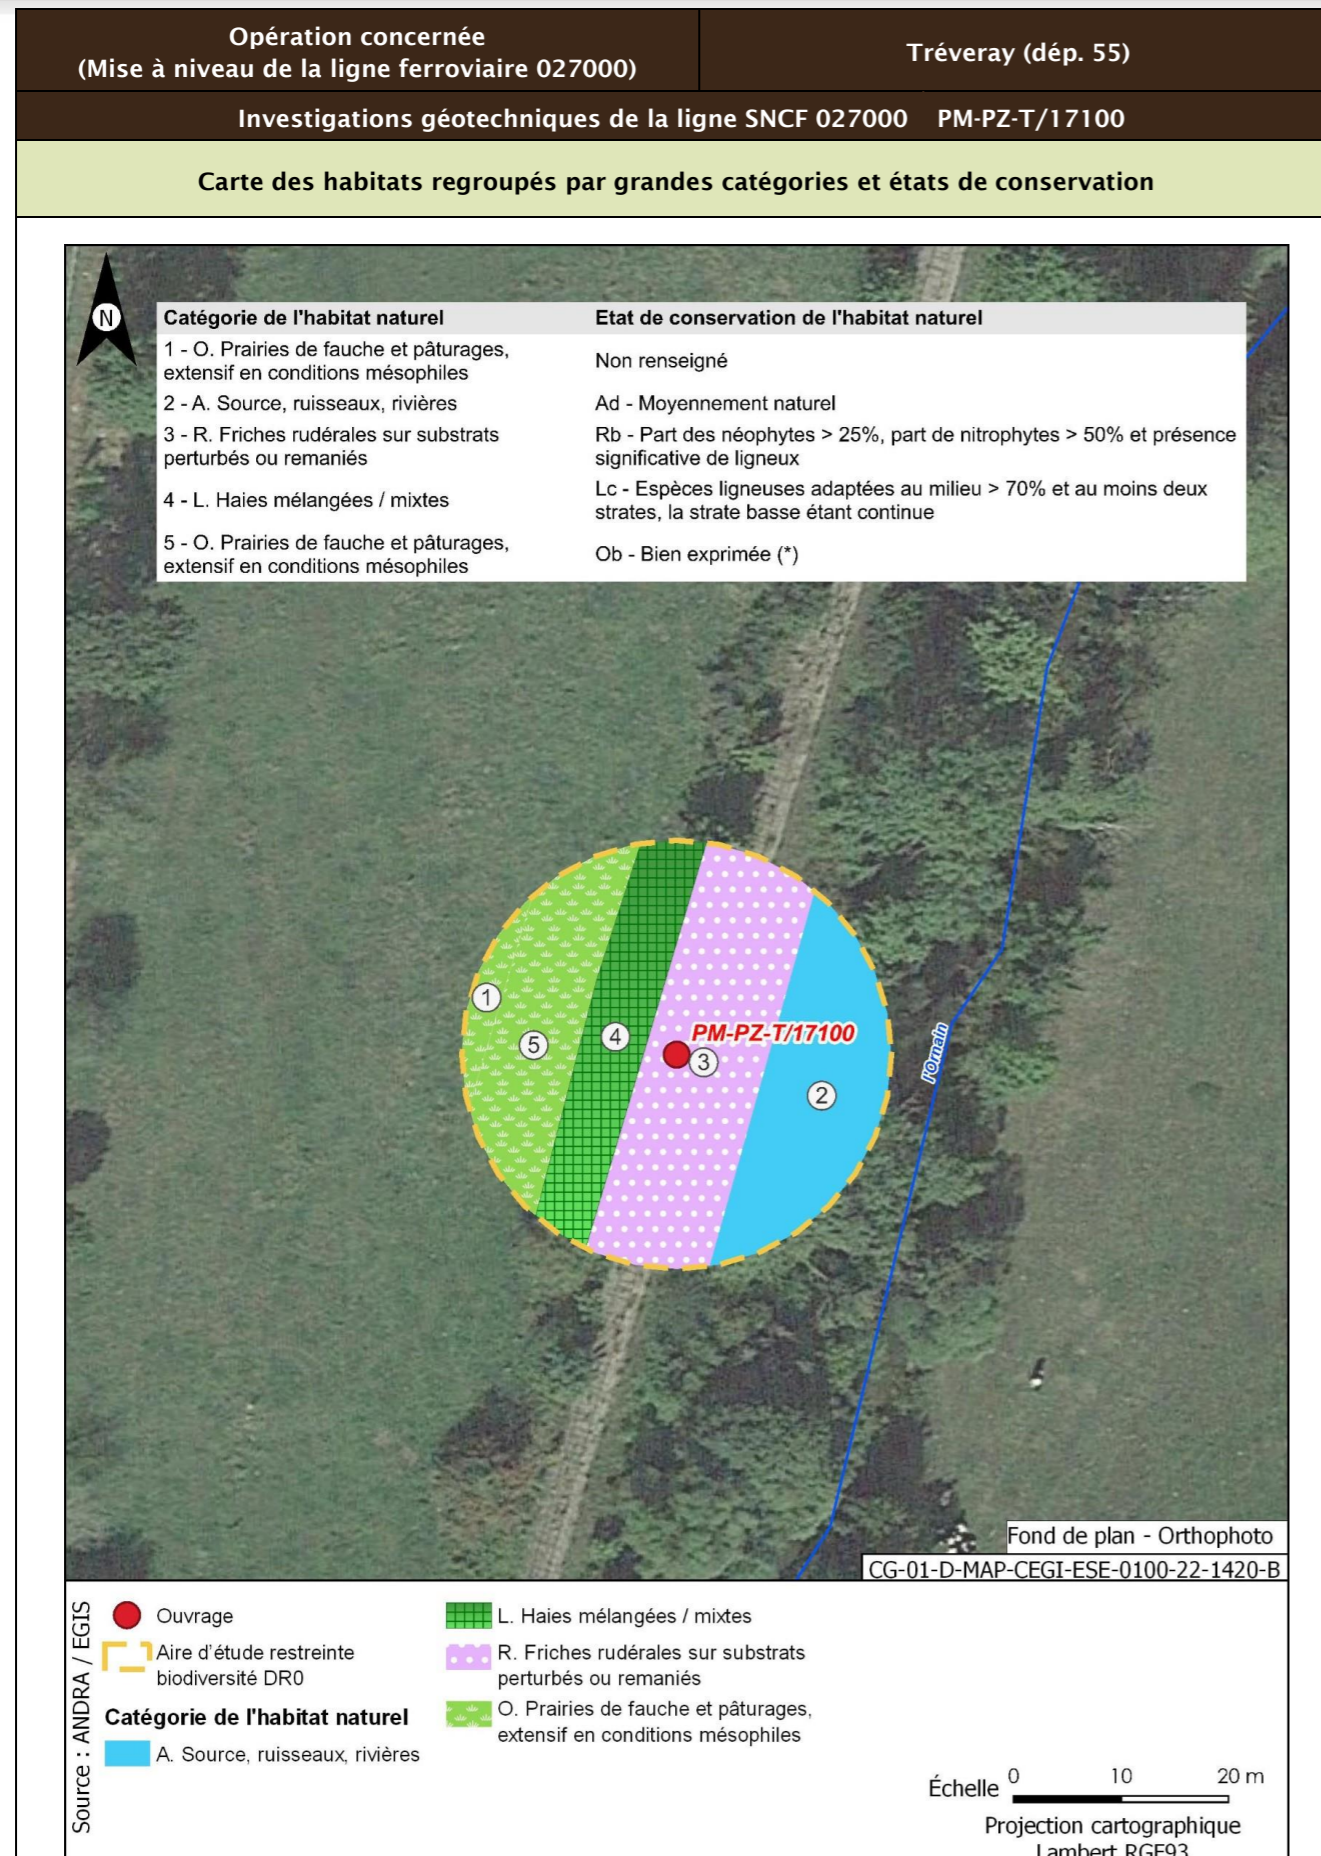 Opération concernée
(Mise à niveau de la ligne ferroviaire 027000)
Tréveray (dép. 55)
Investigations géotechniques de la ligne SNCF 027000 PM-PZ-T/17100
Carte des habitats regroupés par grandes catégories et états de conservation
N
Catégorie de l'habitat naturel
Etat de conservation de l'habitat naturel
1 - O. Prairies de fauche et pâturages,
extensif en conditions mésophiles
Non renseigné
2 - A. Source, ruisseaux, rivières
Ad - Moyennement naturel
3 - R. Friches rudérales sur substrats
perturbés ou remaniés
Rb - Part des néophytes > 25%, part de nitrophytes > 50% et présence
significative de ligneux
4 - L. Haies mélangées / mixtes
Lc - Espèces ligneuses adaptées au milieu > 70% et au moins deux
strates, la strate basse étant continue
5 - O. Prairies de fauche et pâturages,
extensif en conditions mésophiles
Ob - Bien exprimée (*)
1
5
4
PM-PZ-T/17100
3
2
l'Ornain
Fond de plan - Orthophoto
CG-01-D-MAP-CEGI-ESE-0100-22-1420-B
Source : ANDRA / EGIS
Ouvrage
Aire d'étude restreinte
biodiversité DR0
Catégorie de l'habitat naturel
A. Source, ruisseaux, rivières
L. Haies mélangées / mixtes
R. Friches rudérales sur substrats
perturbés ou remaniés
O. Prairies de fauche et pâturages,
extensif en conditions mésophiles
Échelle 0 10 20 m
Projection cartographique
Lambert RGF93